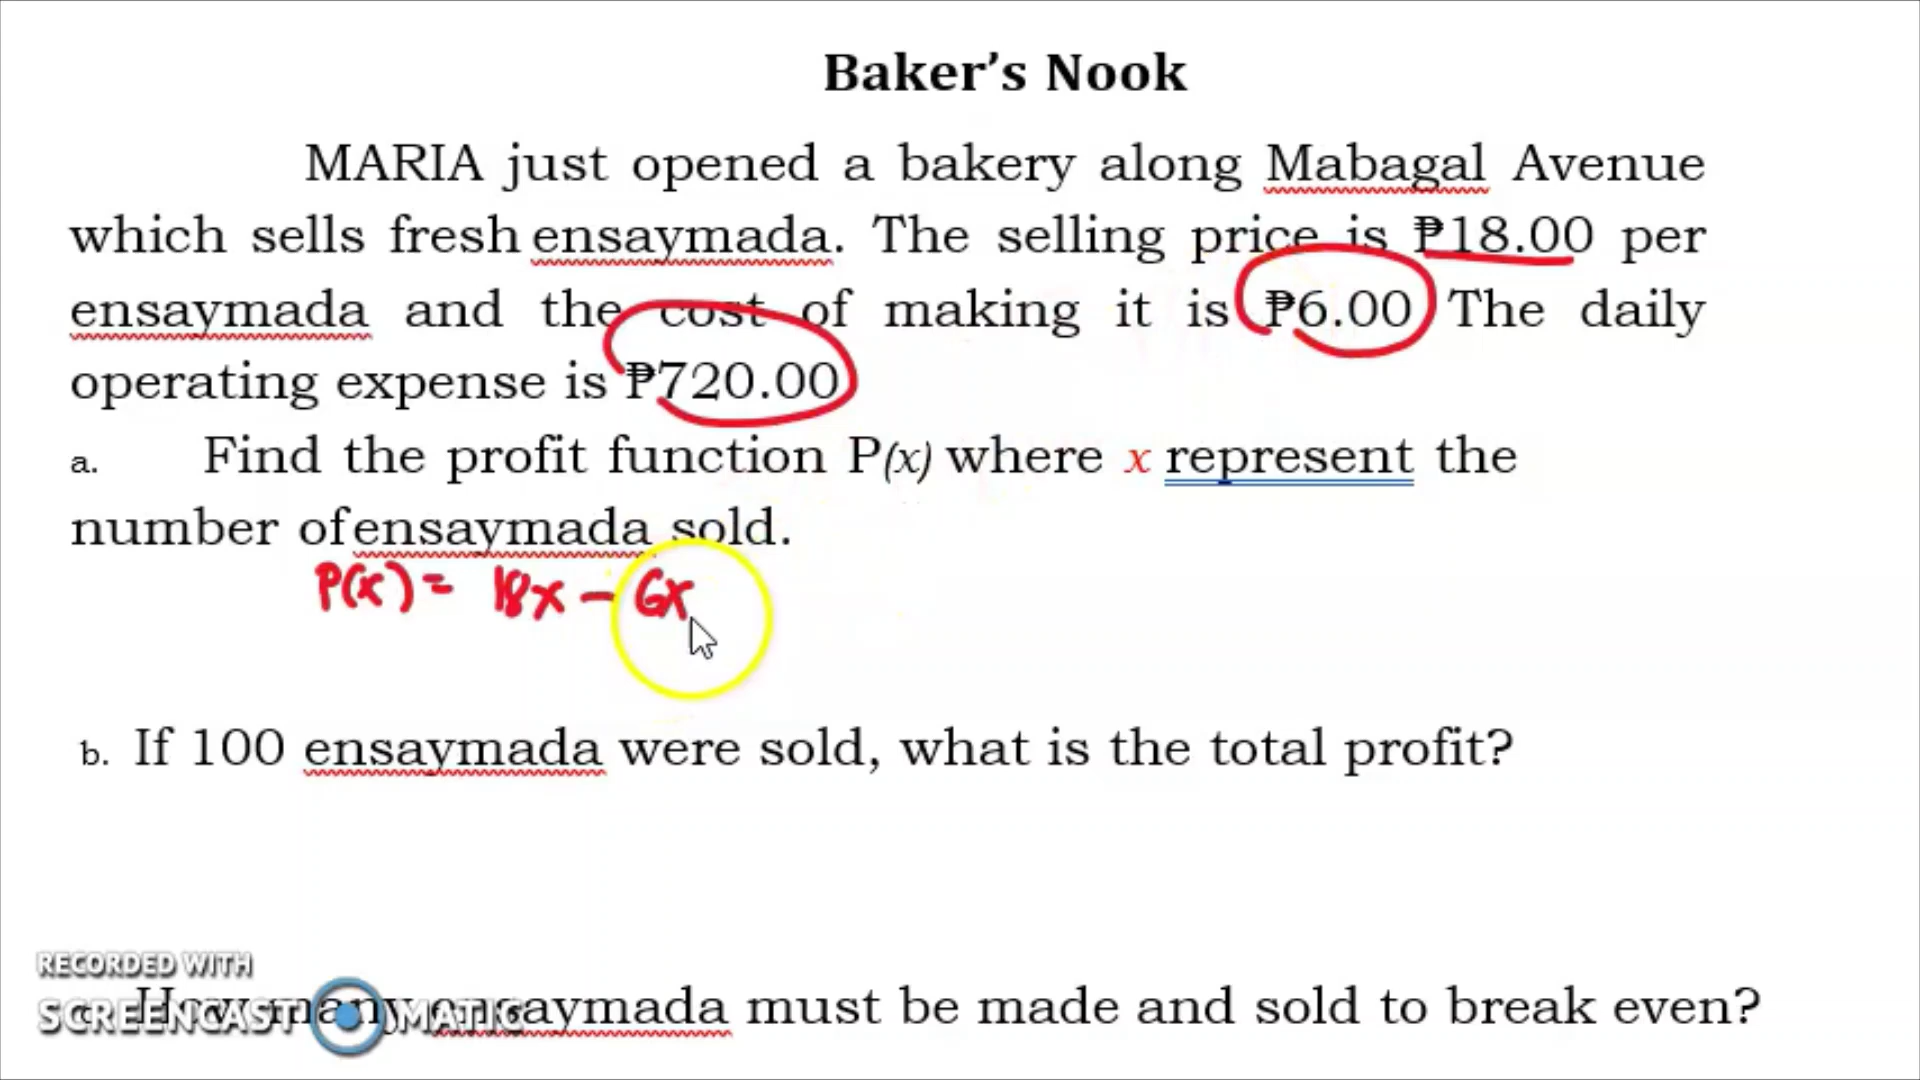 Baker’s Nook
MARIA just opened a bakery along Mabagal Avenue
which sells fresh ensaymada. The selling price is ₱18.00 per
ensaymada and the cost of making it is ₱6.00 The daily
operating expense is ₱720.00
a. Find the profit function P(x) where x represent the
number of ensaymada sold.
P(x) = 18x - 6x
b. If 100 ensaymada were sold, what is the total profit?
RECORDED WITH
How many ensaymada must be made and sold to break even?
SCREENCAST MATIC